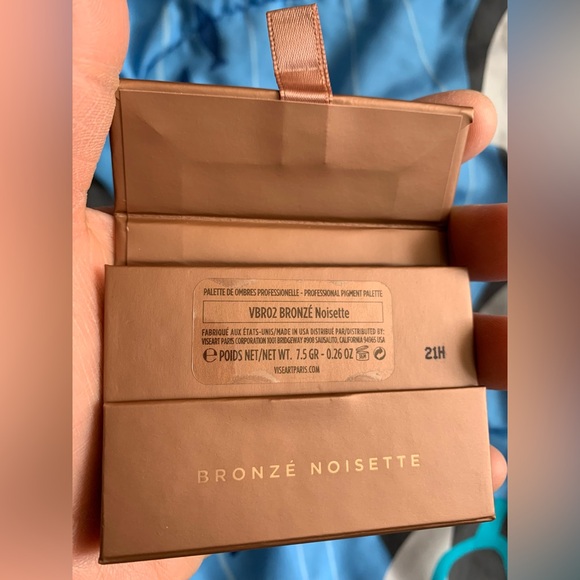 PALETTE DE OMBRES PROFESSIONELLE - PROFESSIONAL PIGMENT PALETTE
VBR02 BRONZÉ Noisette
FABRIQUÉ AUX ÉTATS-UNIS/MADE IN USA DISTRIBUÉ PAR/DISTRIBUTED BY:
VISEART PARIS CORPORATION 1001 BRIDGEWAY #908 SAUSALITO, CALIFORNIA 94965 USA
℮ POIDS NET/NET WT. 7.5 GR - 0.26 OZ
VISEARTPARIS.COM
21H
BRONZÉ NOISETTE